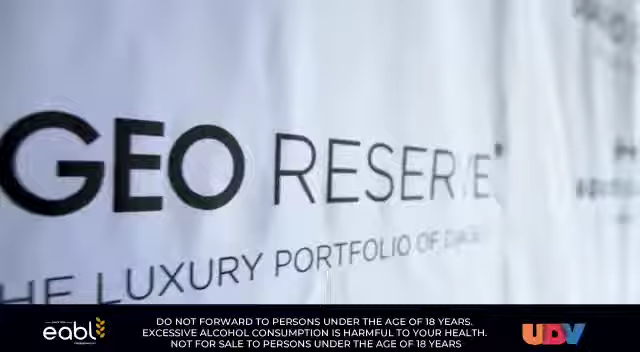 GEO RESERVE
HE LUXURY PORTFOLIO OF
eabl
DO NOT FORWARD TO PERSONS UNDER THE AGE OF 18 YEARS.
EXCESSIVE ALCOHOL CONSUMPTION IS HARMFUL TO YOUR HEALTH.
NOT FOR SALE TO PERSONS UNDER THE AGE OF 18 YEARS
UDV